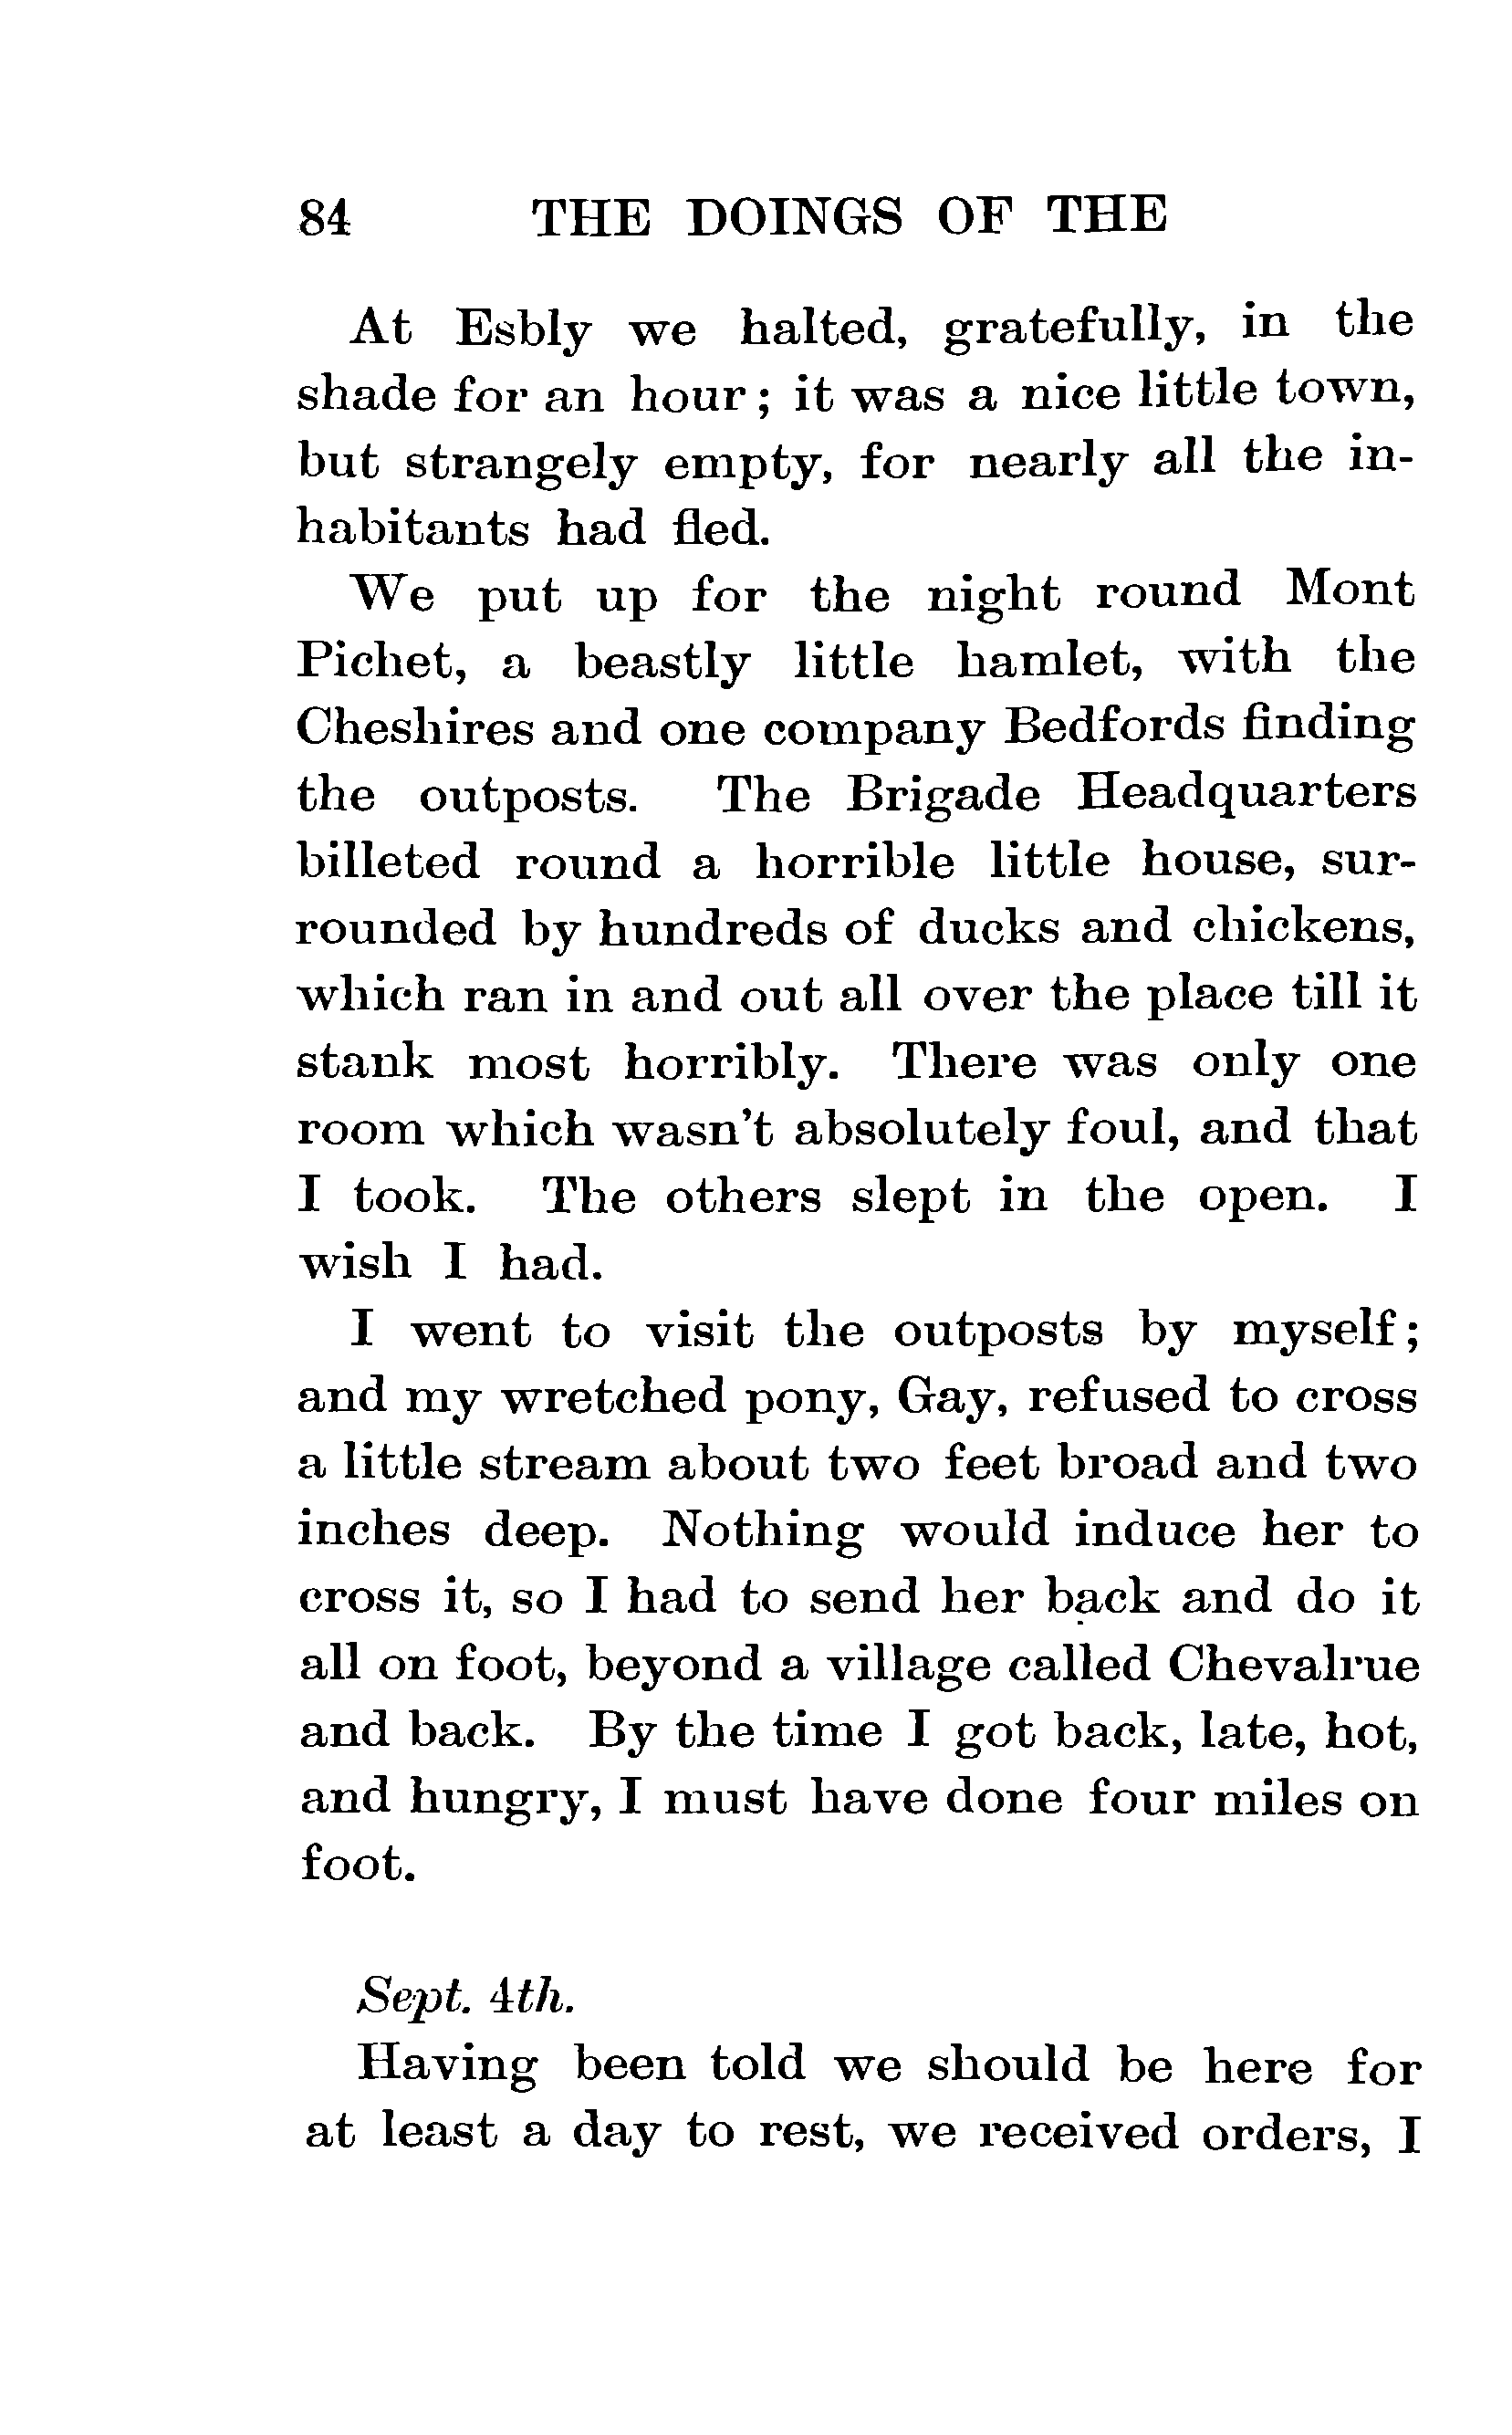 84 THE DOINGS OF THE
At Esbly we halted, gratefully, in the
shade for an hour; it was a nice little town,
but strangely empty, for nearly all the in-
habitants had fled.
We put up for the night round Mont
Pichet, a beastly little hamlet, with the
Cheshires and one company Bedfords finding
the outposts. The Brigade Headquarters
billeted round a horrible little house, sur-
rounded by hundreds of ducks and chickens,
which ran in and out all over the place till it
stank most horribly. There was only one
room which wasn't absolutely foul, and that
I took. The others slept in the open. I
wish I had.
I went to visit the outposts by myself;
and my wretched pony, Gay, refused to cross
a little stream about two feet broad and two
inches deep. Nothing would induce her to
cross it, so I had to send her back and do it
all on foot, beyond a village called Chevalrue
and back. By the time I got back, late, hot,
and hungry, I must have done four miles on
foot.
Sept. 4th.
Having been told we should be here for
at least a day to rest, we received orders, I